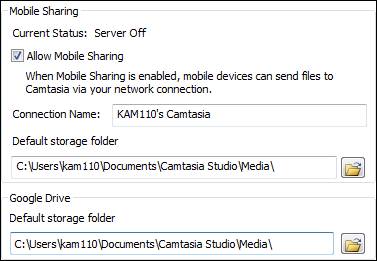 Mobile Sharing
Current Status: Server Off
Allow Mobile Sharing
When Mobile Sharing is enabled, mobile devices can send files to
Camtasia via your network connection.
Connection Name: KAM110's Camtasia
Default storage folder
C:\Users\kam110\Documents\Camtasia Studio\Media\
Google Drive
Default storage folder
C:\Users\kam110\Documents\Camtasia Studio\Media\